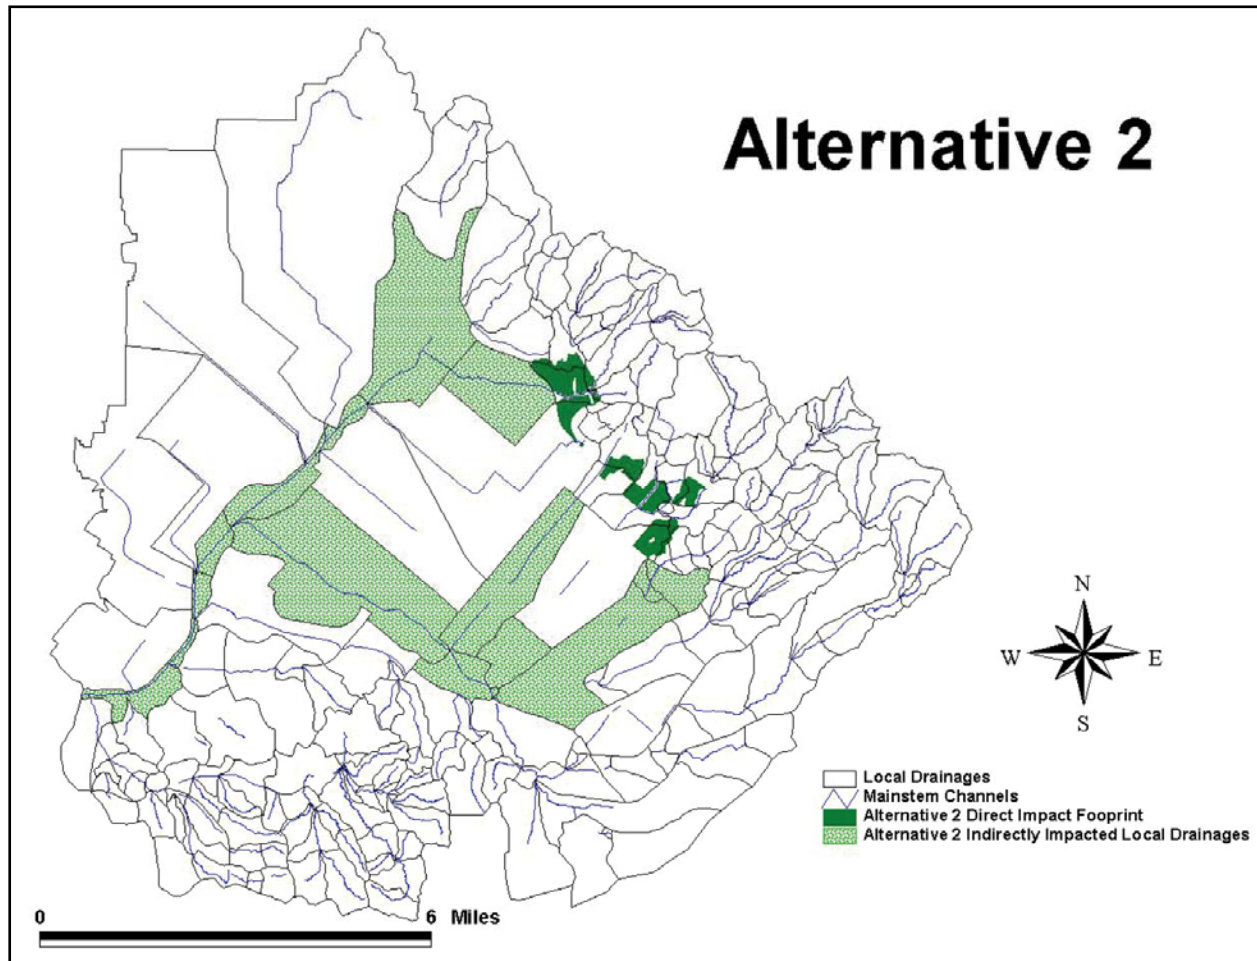 Alternative 2
N
W E
S
Local Drainages
Mainstem Channels
Alternative 2 Direct Impact Fooprint
Alternative 2 Indirectly Impacted Local Drainages
0 6 Miles